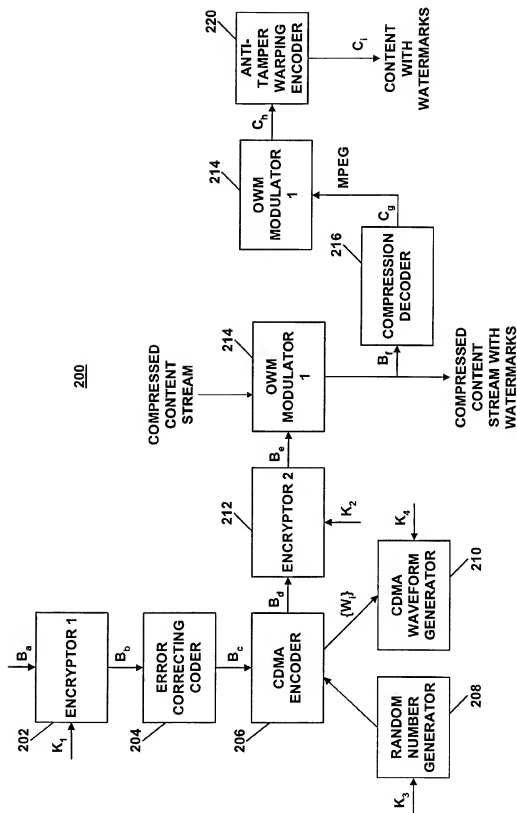 200
B_a
202
ENCRYPTOR 1
K_1
B_b
204
ERROR
CORRECTING
CODER
B_c
206
CDMA
ENCODER
K_3
208
RANDOM
NUMBER
GENERATOR
{W_i}
210
CDMA
WAVEFORM
GENERATOR
K_4
B_d
212
ENCRYPTOR 2
K_2
B_e
COMPRESSED
CONTENT
STREAM
214
OWM
MODULATOR
1
B_f
COMPRESSED
CONTENT
STREAM WITH
WATERMARKS
216
COMPRESSION
DECODER
C_g
MPEG
214
OWM
MODULATOR
1
C_h
220
ANTI-
TAMPER
WARPING
ENCODER
C_i
CONTENT
WITH
WATERMARKS